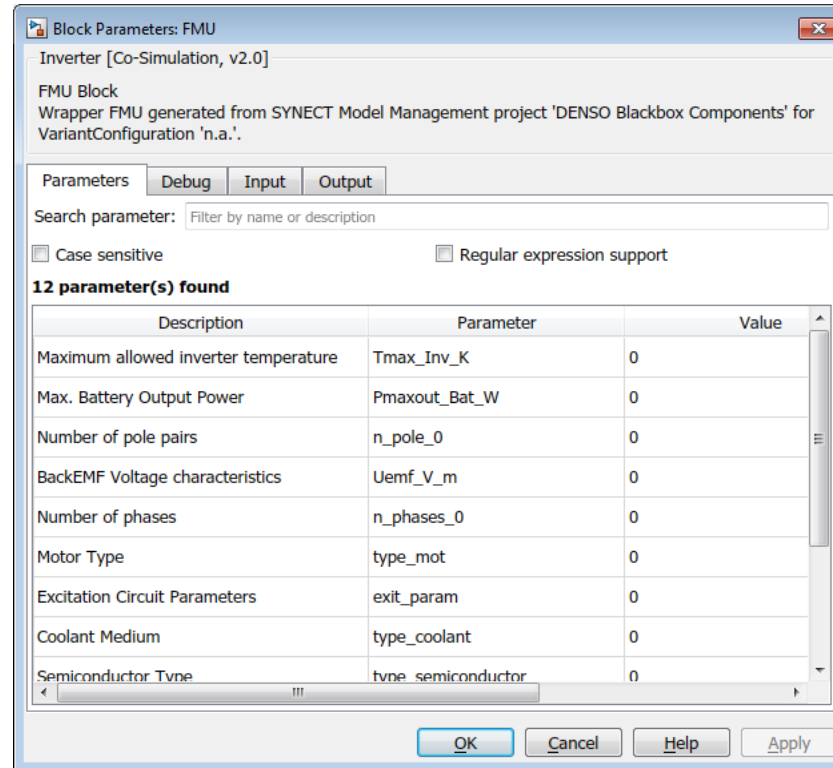 Block Parameters: FMU
Inverter [Co-Simulation, v2.0]
FMU Block
Wrapper FMU generated from SYNECT Model Management project 'DENSO Blackbox Components' for
VariantConfiguration 'n.a.'.
Parameters Debug Input Output
Search parameter: Filter by name or description
Case sensitive Regular expression support
12 parameter(s) found
Description Parameter Value
Maximum allowed inverter temperature Tmax_Inv_K 0
Max. Battery Output Power Pmaxout_Bat_W 0
Number of pole pairs n_pole_0 0
BackEMF Voltage characteristics Uemf_V_m 0
Number of phases n_phases_0 0
Motor Type type_mot 0
Excitation Circuit Parameters exit_param 0
Coolant Medium type_coolant 0
Semiconductor Type type_semiconductor 0
OK Cancel Help Apply